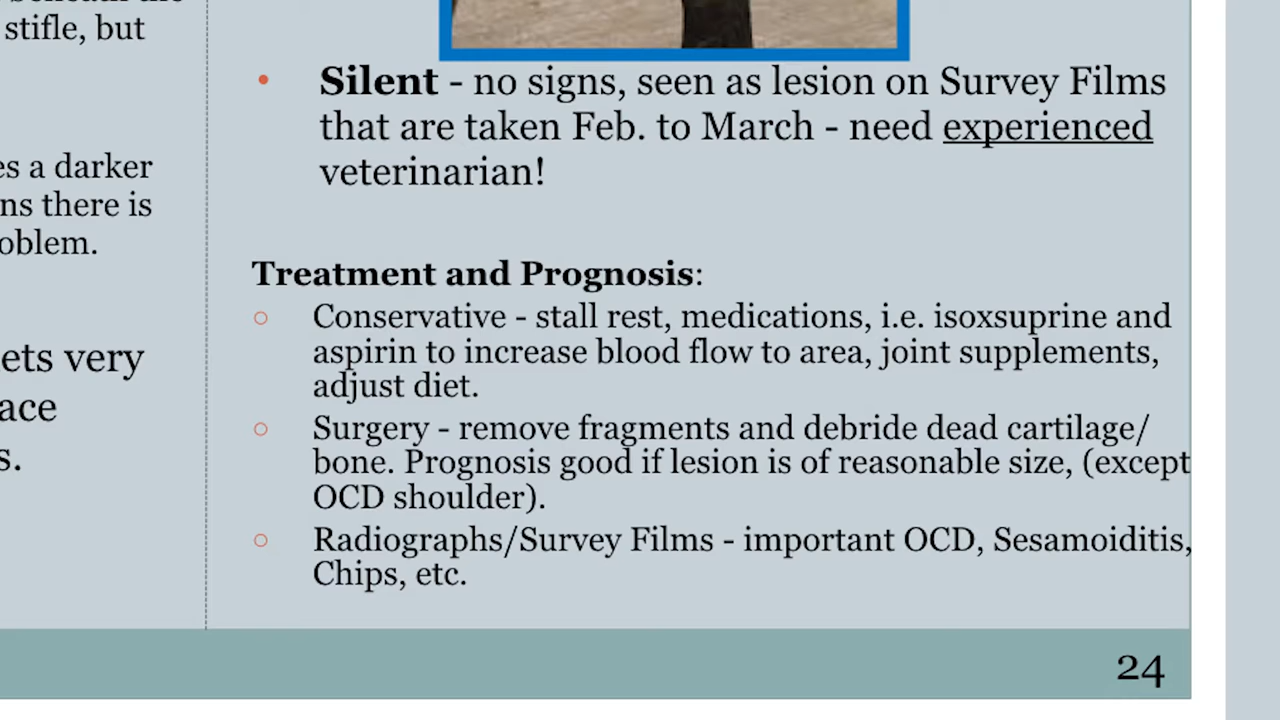 stifle, but
es a darker
ns there is
oblem.
ets very
ace
s.
• Silent - no signs, seen as lesion on Survey Films
that are taken Feb. to March - need experienced
veterinarian!
Treatment and Prognosis:
○ Conservative - stall rest, medications, i.e. isoxsuprine and
aspirin to increase blood flow to area, joint supplements,
adjust diet.
○ Surgery - remove fragments and debride dead cartilage/
bone. Prognosis good if lesion is of reasonable size, (except
OCD shoulder).
○ Radiographs/Survey Films - important OCD, Sesamoiditis,
Chips, etc.
24